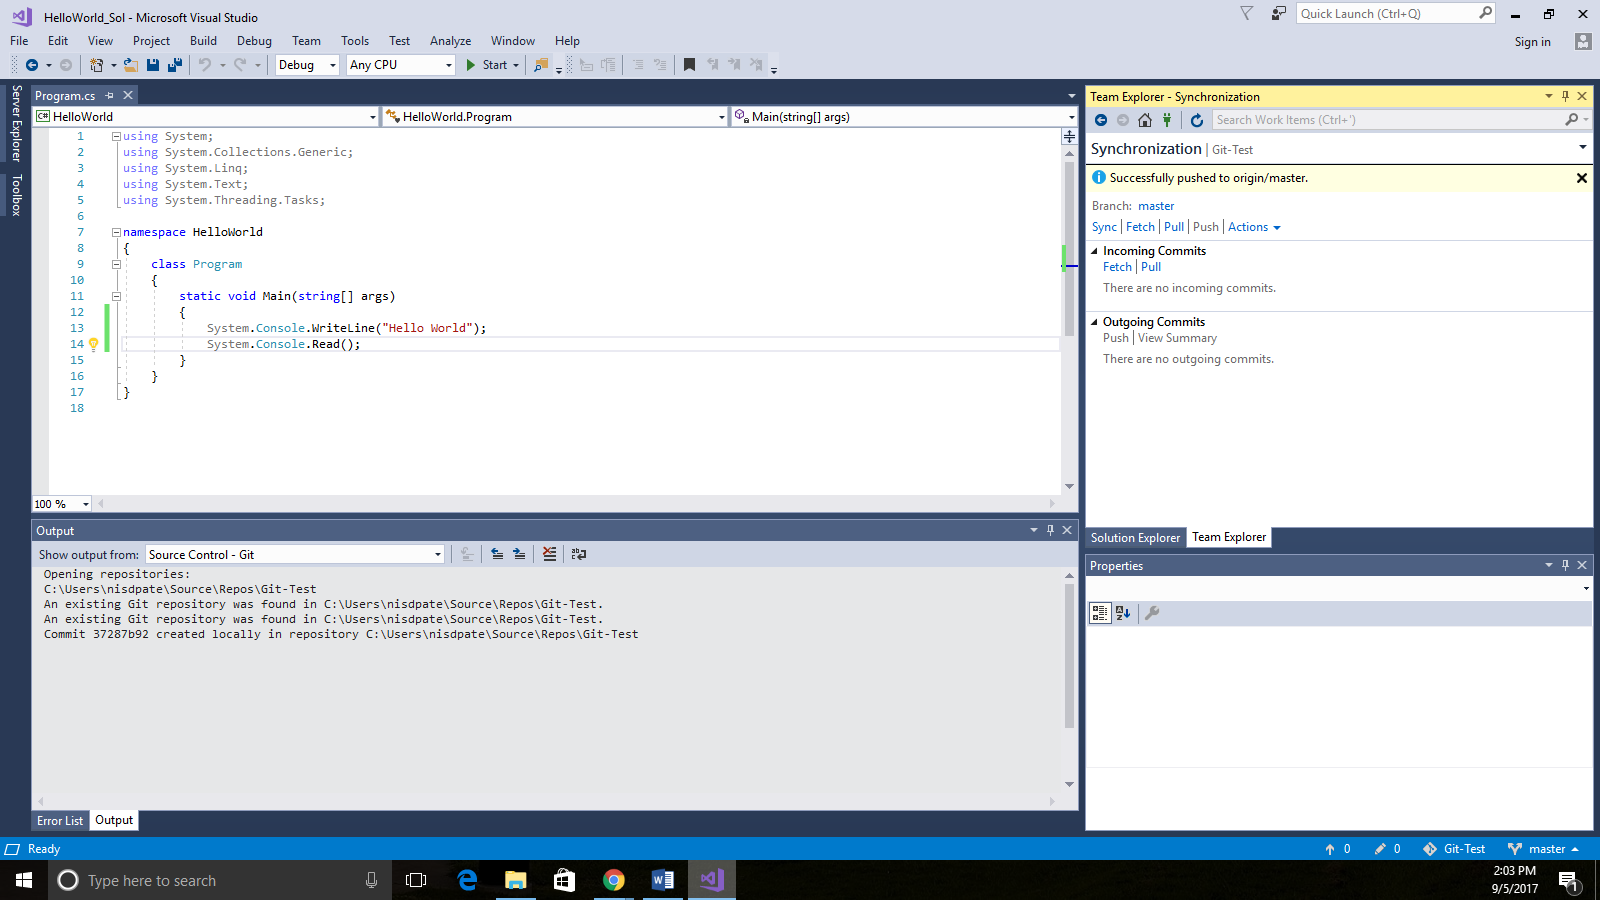 HelloWorld_Sol - Microsoft Visual Studio
Quick Launch (Ctrl+Q)
File Edit View Project Build Debug Team Tools Test Analyze Window Help
Sign in
Debug Any CPU Start
Server Explorer
Toolbox
Program.cs
HelloWorld HelloWorld.Program Main(string[] args)
1 using System;
2 using System.Collections.Generic;
3 using System.Linq;
4 using System.Text;
5 using System.Threading.Tasks;
6
7 namespace HelloWorld
8 {
9 class Program
10 {
11 static void Main(string[] args)
12 {
13 System.Console.WriteLine("Hello World");
14 System.Console.Read();
15 }
16 }
17 }
18
100 %
Output
Show output from: Source Control - Git
Opening repositories:
C:\Users\nisdpate\Source\Repos\Git-Test
An existing Git repository was found in C:\Users\nisdpate\Source\Repos\Git-Test.
An existing Git repository was found in C:\Users\nisdpate\Source\Repos\Git-Test.
Commit 37287b92 created locally in repository C:\Users\nisdpate\Source\Repos\Git-Test
Error List Output
Team Explorer - Synchronization
Search Work Items (Ctrl+')
Synchronization | Git-Test
Successfully pushed to origin/master.
Branch: master
Sync | Fetch | Pull | Push | Actions
Incoming Commits
Fetch | Pull
There are no incoming commits.
Outgoing Commits
Push | View Summary
There are no outgoing commits.
Solution Explorer Team Explorer
Properties
Ready
0 0 Git-Test master
Type here to search
2:03 PM
9/5/2017
1